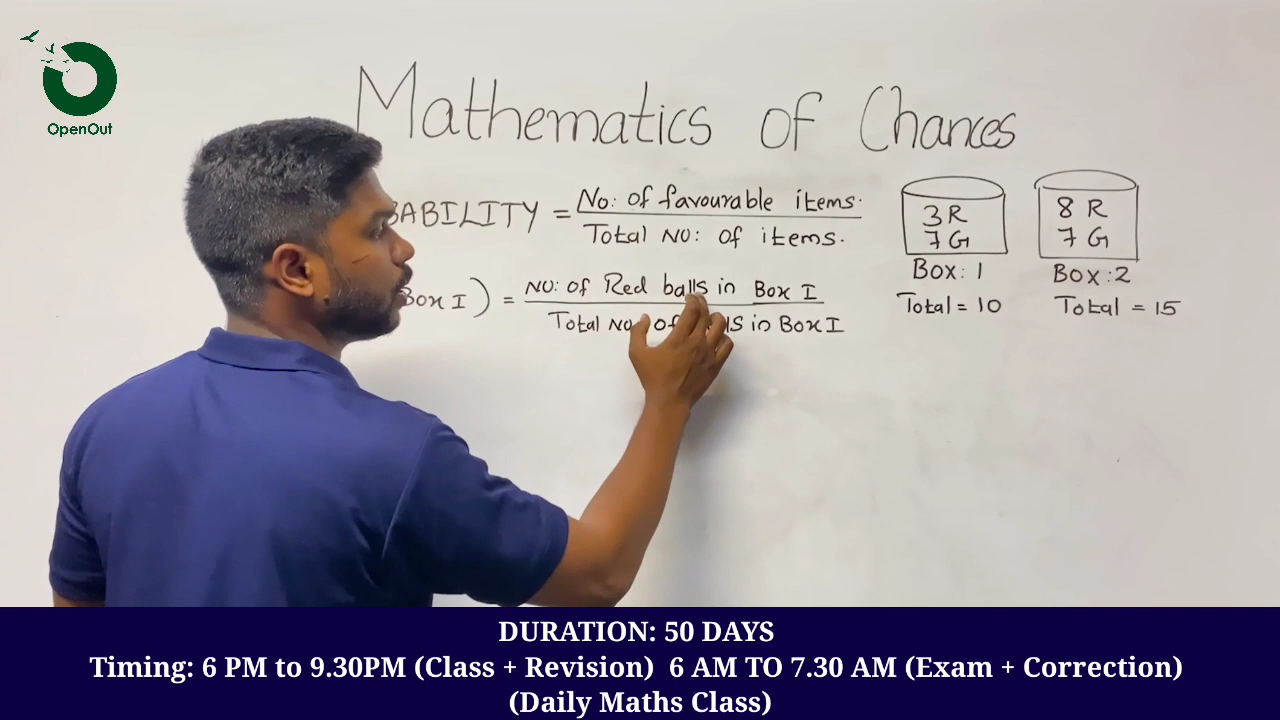 OpenOut
Mathematics of Chances
BABILITY = No: of favourable items.
Total No: of items.
Box I) = No: of Red balls in Box I
Total No of in Box I
3 R
7 G
Box: 1
Total = 10
8 R
7 G
Box :2
Total = 15
DURATION: 50 DAYS
Timing: 6 PM to 9.30PM (Class + Revision) 6 AM TO 7.30 AM (Exam + Correction)
(Daily Maths Class)